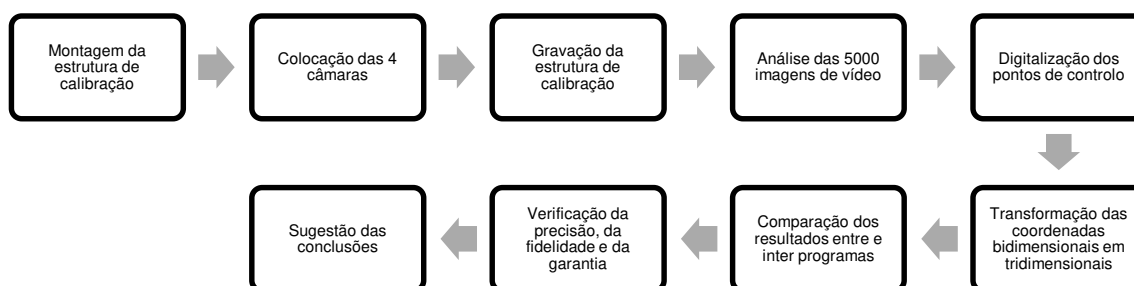 Montagem da
estrutura de
calibração
Colocação das 4
câmaras
Gravação da
estrutura de
calibração
Análise das 5000
imagens de vídeo
Digitalização dos
pontos de controlo
Transformação das
coordenadas
bidimensionais em
tridimensionais
Comparação dos
resultados entre e
inter programas
Verificação da
precisão, da
fidelidade e da
garantia
Sugestão das
conclusões